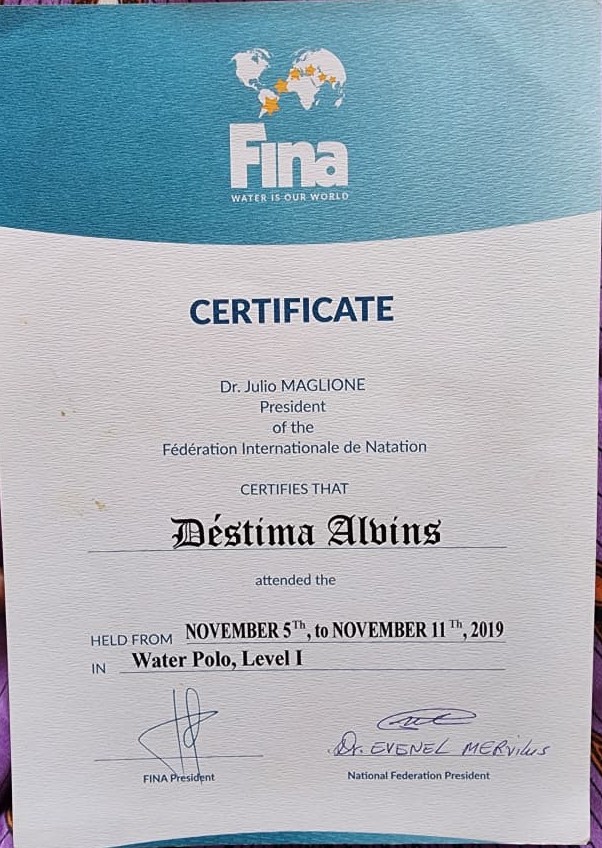 Fina
WATER IS OUR WORLD
CERTIFICATE
Dr. Julio MAGLIONE
President
of the
Fédération Internationale de Natation
CERTIFIES THAT
Déstima Alvins
attended the
HELD FROM NOVEMBER 5Th, to NOVEMBER 11 Th, 2019
IN Water Polo, Level I
Dr. EVENEL MERVilus
FINA President
National Federation President